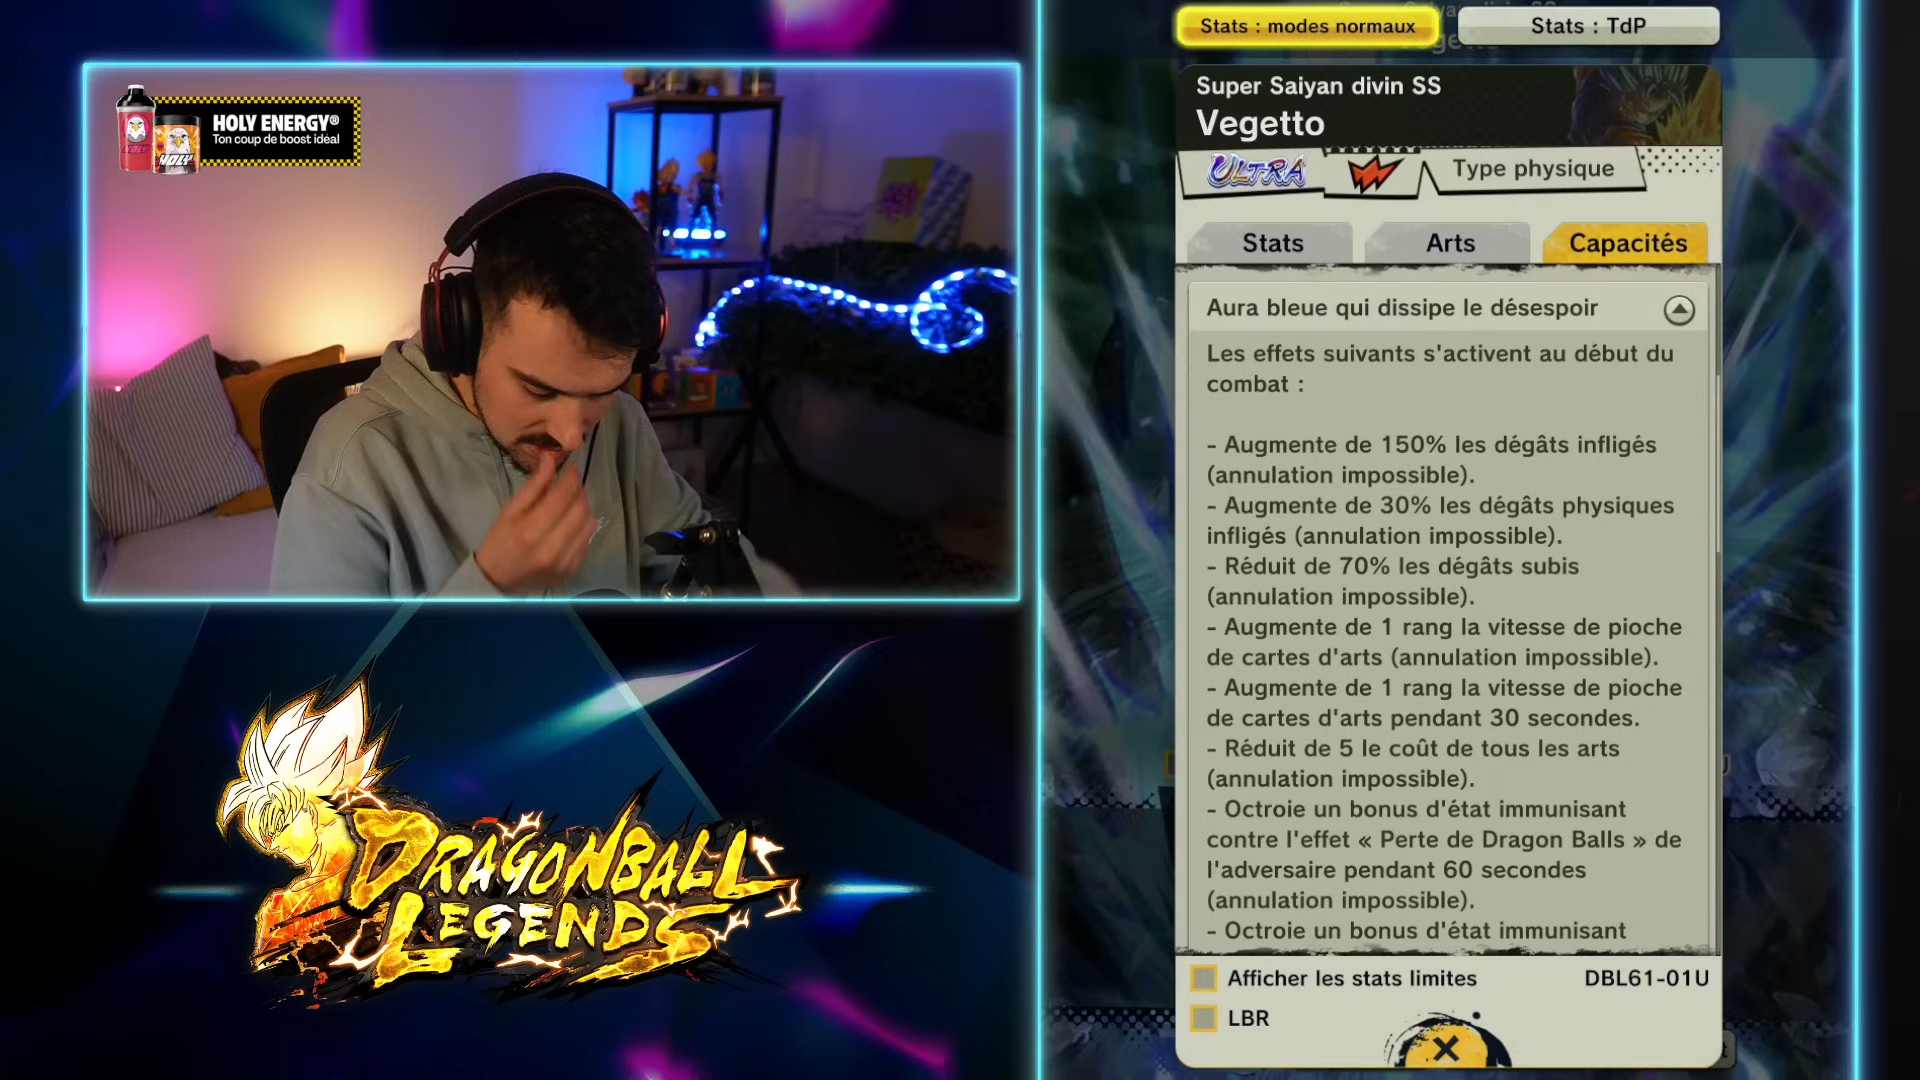 Stats : modes normaux
Stats : TdP
HOLY ENERGY®
Ton coup de boost idéal
HOLY
Super Saiyan divin SS
Vegetto
ULTRA
Type physique
Stats
Arts
Capacités
Aura bleue qui dissipe le désespoir
Les effets suivants s'activent au début du
combat :
- Augmente de 150% les dégâts infligés
(annulation impossible).
- Augmente de 30% les dégâts physiques
infligés (annulation impossible).
- Réduit de 70% les dégâts subis
(annulation impossible).
- Augmente de 1 rang la vitesse de pioche
de cartes d'arts (annulation impossible).
- Augmente de 1 rang la vitesse de pioche
de cartes d'arts pendant 30 secondes.
- Réduit de 5 le coût de tous les arts
(annulation impossible).
- Octroie un bonus d'état immunisant
contre l'effet « Perte de Dragon Balls » de
l'adversaire pendant 60 secondes
(annulation impossible).
- Octroie un bonus d'état immunisant
Afficher les stats limites
DBL61-01U
LBR
DRAGONBALL
LEGENDS